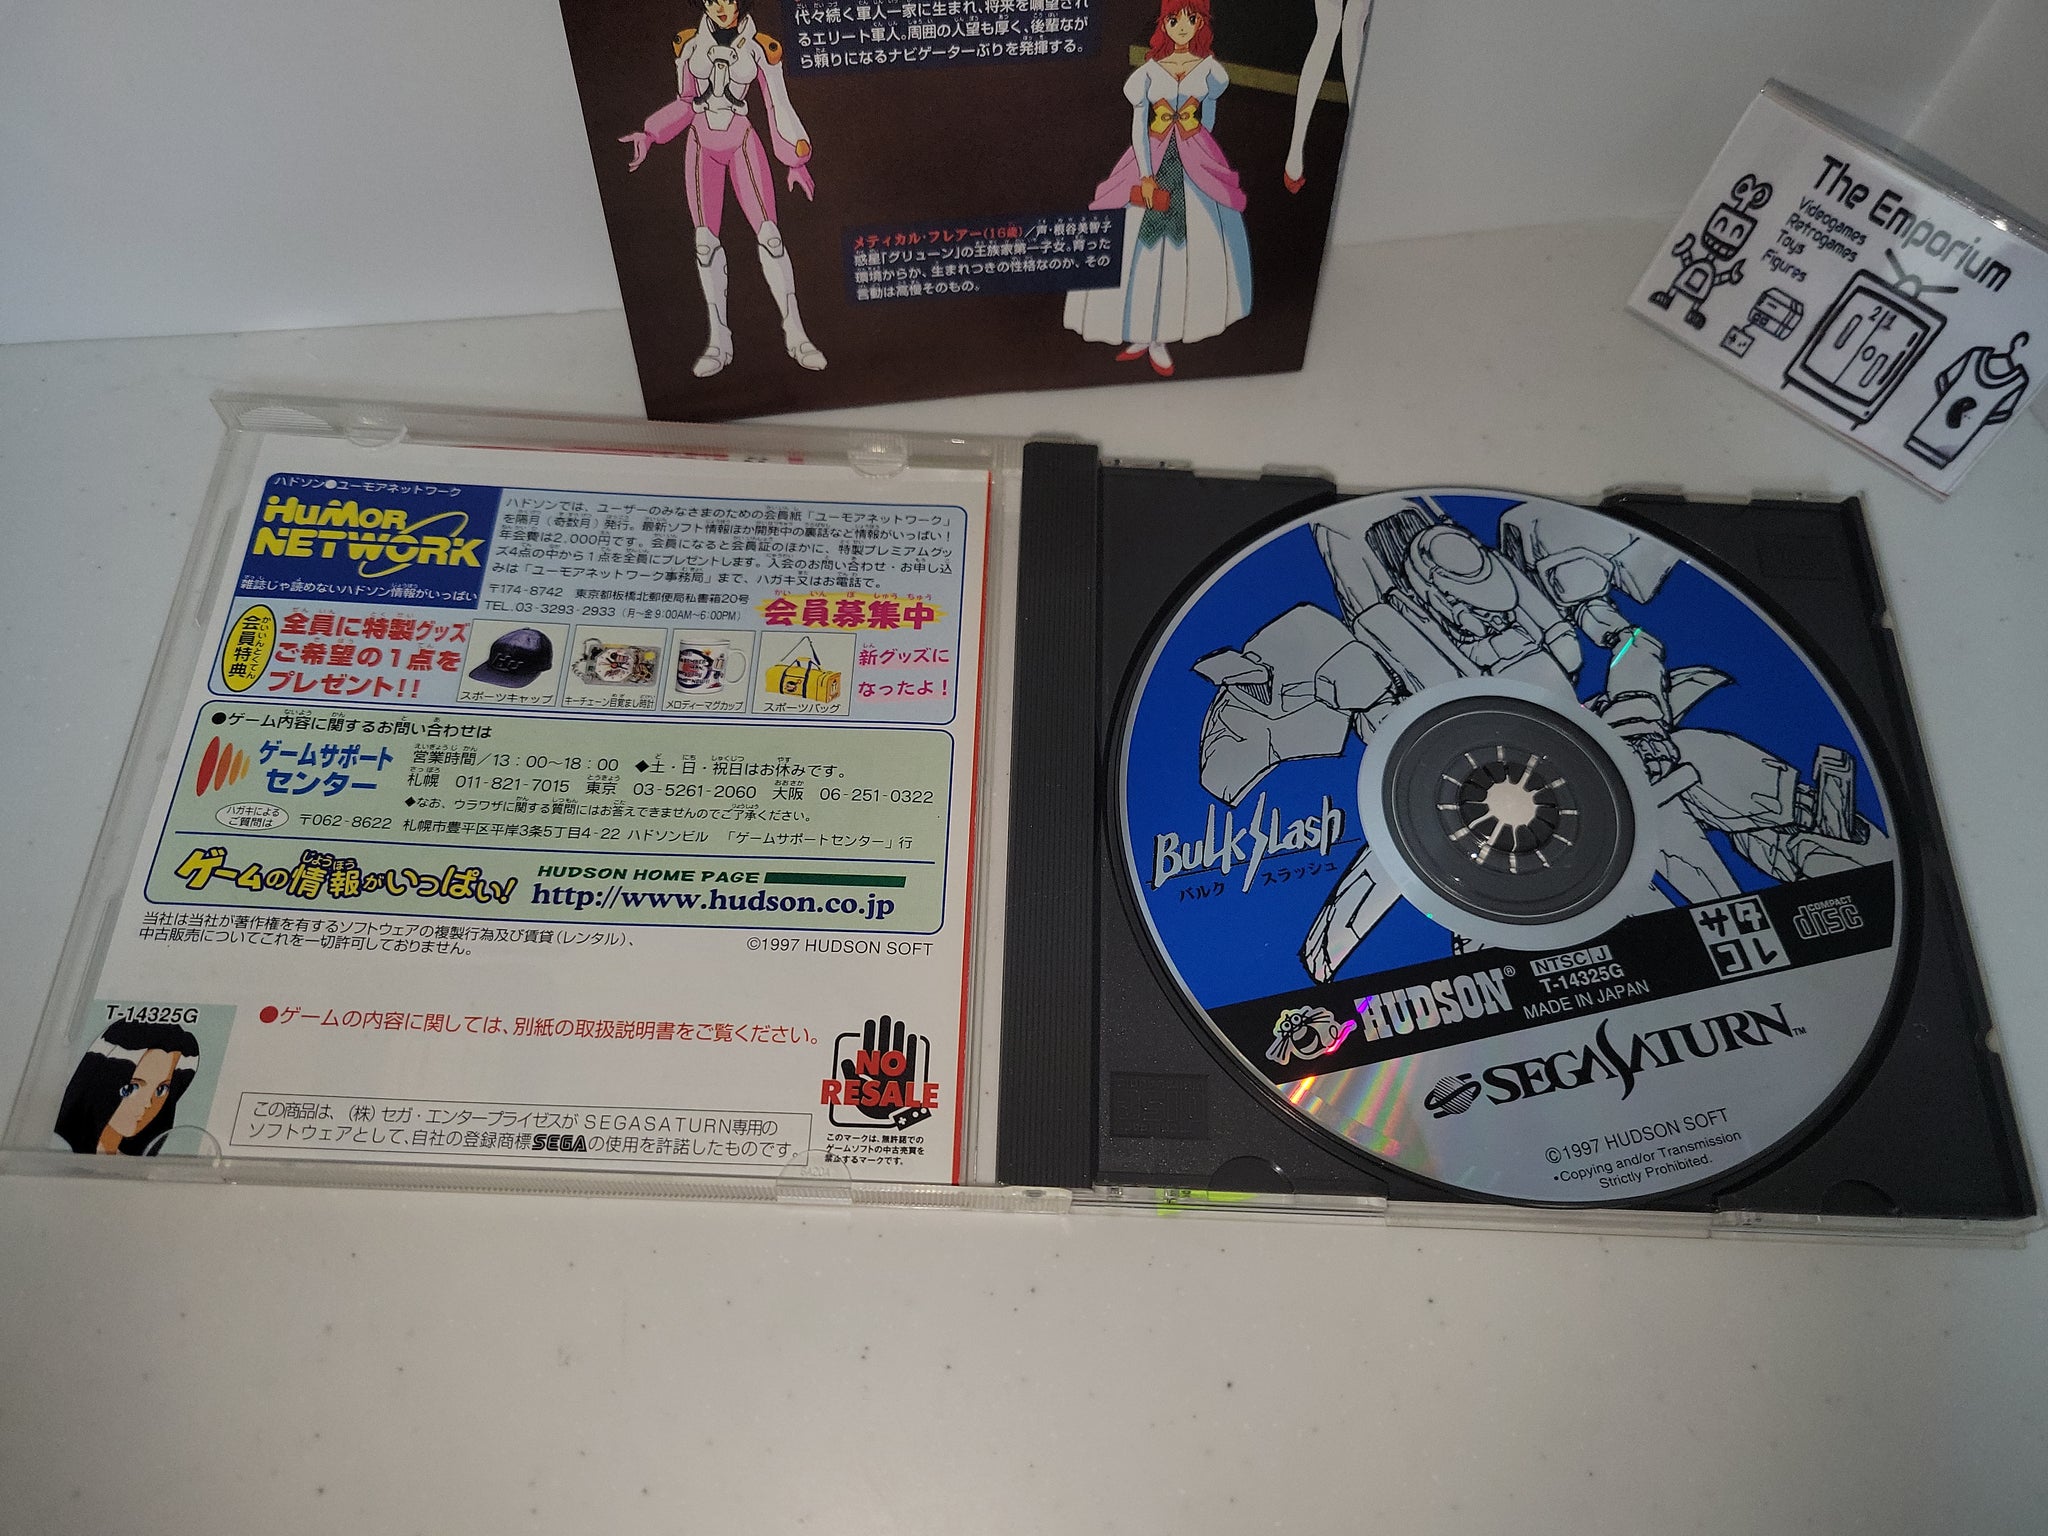 代々続く軍人一家に生まれ、将来を嘱望され
るエリート軍人。周囲の人望も厚く、後輩なが
ら頼りになるナビゲーターぶりを発揮する。
メティカル・フレアー(16歳)／声・根谷美智子
惑星「グリューン」の王族家第一子女。育った
環境からか、生まれつきの性格なのか、その
言動は高慢そのもの。
The Emporium
Videogames
Retrogames
Toys
Figures
ハドソン●ユーモアネットワーク
HuMOR
NETWORK
雑誌じゃ読めないハドソン情報がいっぱい
ハドソンでは、ユーザーのみなさまのための会員紙「ユーモアネットワーク」
を隔月（奇数月）発行。最新ソフト情報ほか開発中の裏話など情報がいっぱい！
年会費は2,000円です。会員になると会員証のほかに、特製プレミアムグッ
ズ4点の中から1点を全員にプレゼントします。入会のお問い合わせ・お申し込
みは「ユーモアネットワーク事務局」まで、ハガキ又はお電話で。
〒174-8742 東京都板橋北郵便局私書箱20号
TEL.03-3293-2933（月〜金9:00AM〜6:00PM）
会員募集中
会員特典
全員に特製グッズ
ご希望の1点を
プレゼント!!
スポーツキャップ
キーチェーン目覚まし時計
メロディーマグカップ
スポーツバッグ
新グッズに
なったよ！
●ゲーム内容に関するお問い合わせは
ゲームサポート
センター
営業時間／13：00〜18：00 ◆土・日・祝日はお休みです。
札幌 011-821-7015 東京 03-5261-2060 大阪 06-251-0322
◆なお、ウラワザに関する質問にはお答えできませんのでご了承ください。
ハガキによる
ご質問は
〒062-8622 札幌市豊平区平岸3条5丁目4-22 ハドソンビル 「ゲームサポートセンター」行
ゲームの情報がいっぱい!
HUDSON HOME PAGE
http://www.hudson.co.jp
当社は当社が著作権を有するソフトウェアの複製行為及び賃貸(レンタル)、
中古販売についてこれを一切許可しておりません。
©1997 HUDSON SOFT
T-14325G
●ゲームの内容に関しては、別紙の取扱説明書をご覧ください。
NO
RESALE
このマークは、無許諾での
ゲームソフトの中古売買を
禁止するマークです。
この商品は、（株）セガ・エンタープライゼスがSEGASATURN専用の
ソフトウェアとして、自社の登録商標SEGAの使用を許諾したものです。
BulkSlash
バルク スラッシュ
HUDSON®
NTSC J
T-14325G
MADE IN JAPAN
サタ
コレ
COMPACT
disc
SEGASATURN™
©1997 HUDSON SOFT
•Copying and/or Transmission
Strictly Prohibited.